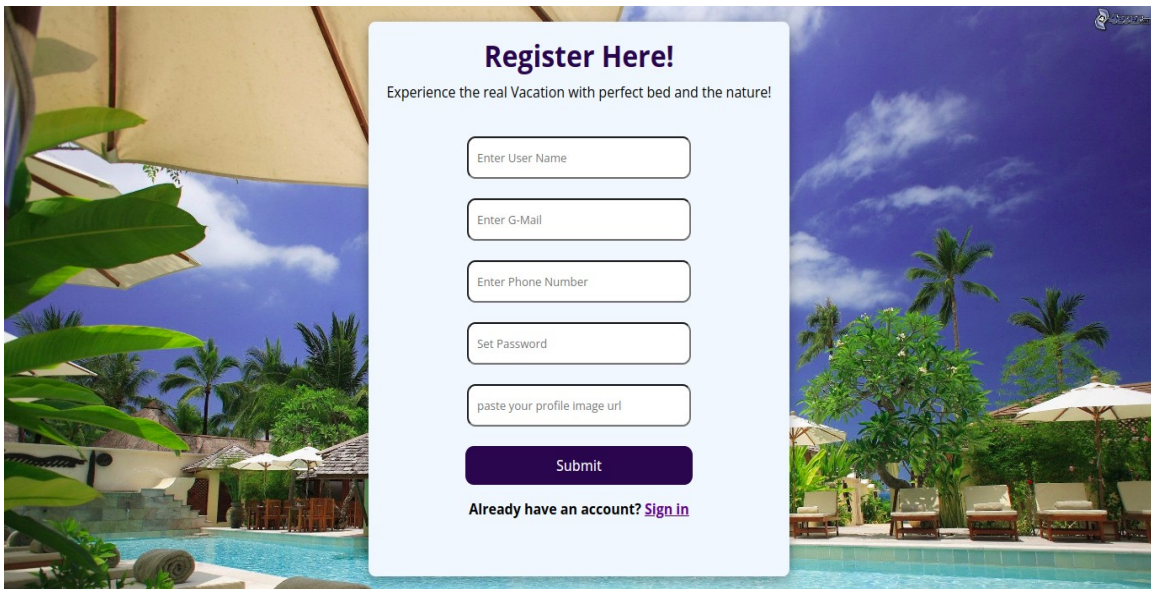 Register Here!
Experience the real Vacation with perfect bed and the nature!
Enter User Name
Enter G-Mail
Enter Phone Number
Set Password
paste your profile image url
Submit
Already have an account? Sign in